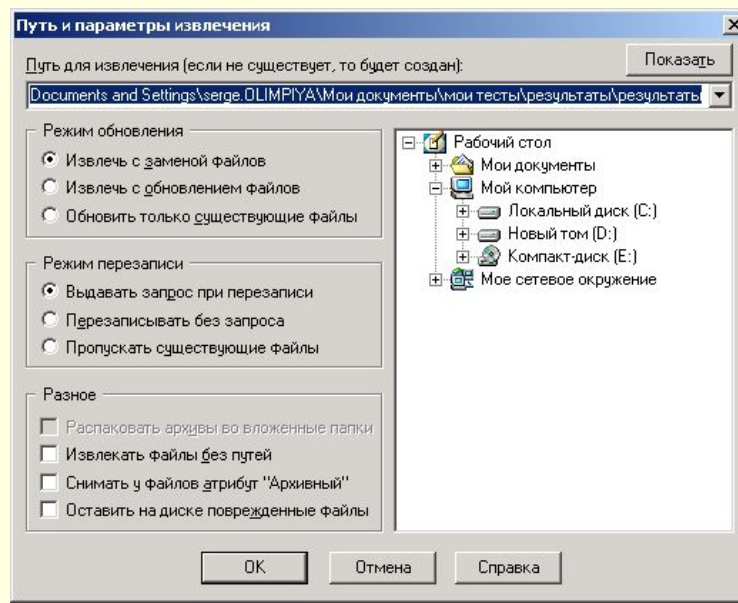 Путь и параметры извлечения
Путь для извлечения (если не существует, то будет создан):
Показать
Documents and Settings\serge.OLIMPIYA\Мои документы\мои тесты\результаты\результаты
Режим обновления
Извлечь с заменой файлов
Извлечь с обновлением файлов
Обновить только существующие файлы
Режим перезаписи
Выдавать запрос при перезаписи
Перезаписывать без запроса
Пропускать существующие файлы
Разное
Распаковать архивы во вложенные папки
Извлекать файлы без путей
Снимать у файлов атрибут "Архивный"
Оставить на диске поврежденные файлы
Рабочий стол
Мои документы
Мой компьютер
Локальный диск (C:)
Новый том (D:)
Компакт-диск (E:)
Мое сетевое окружение
OK
Отмена
Справка